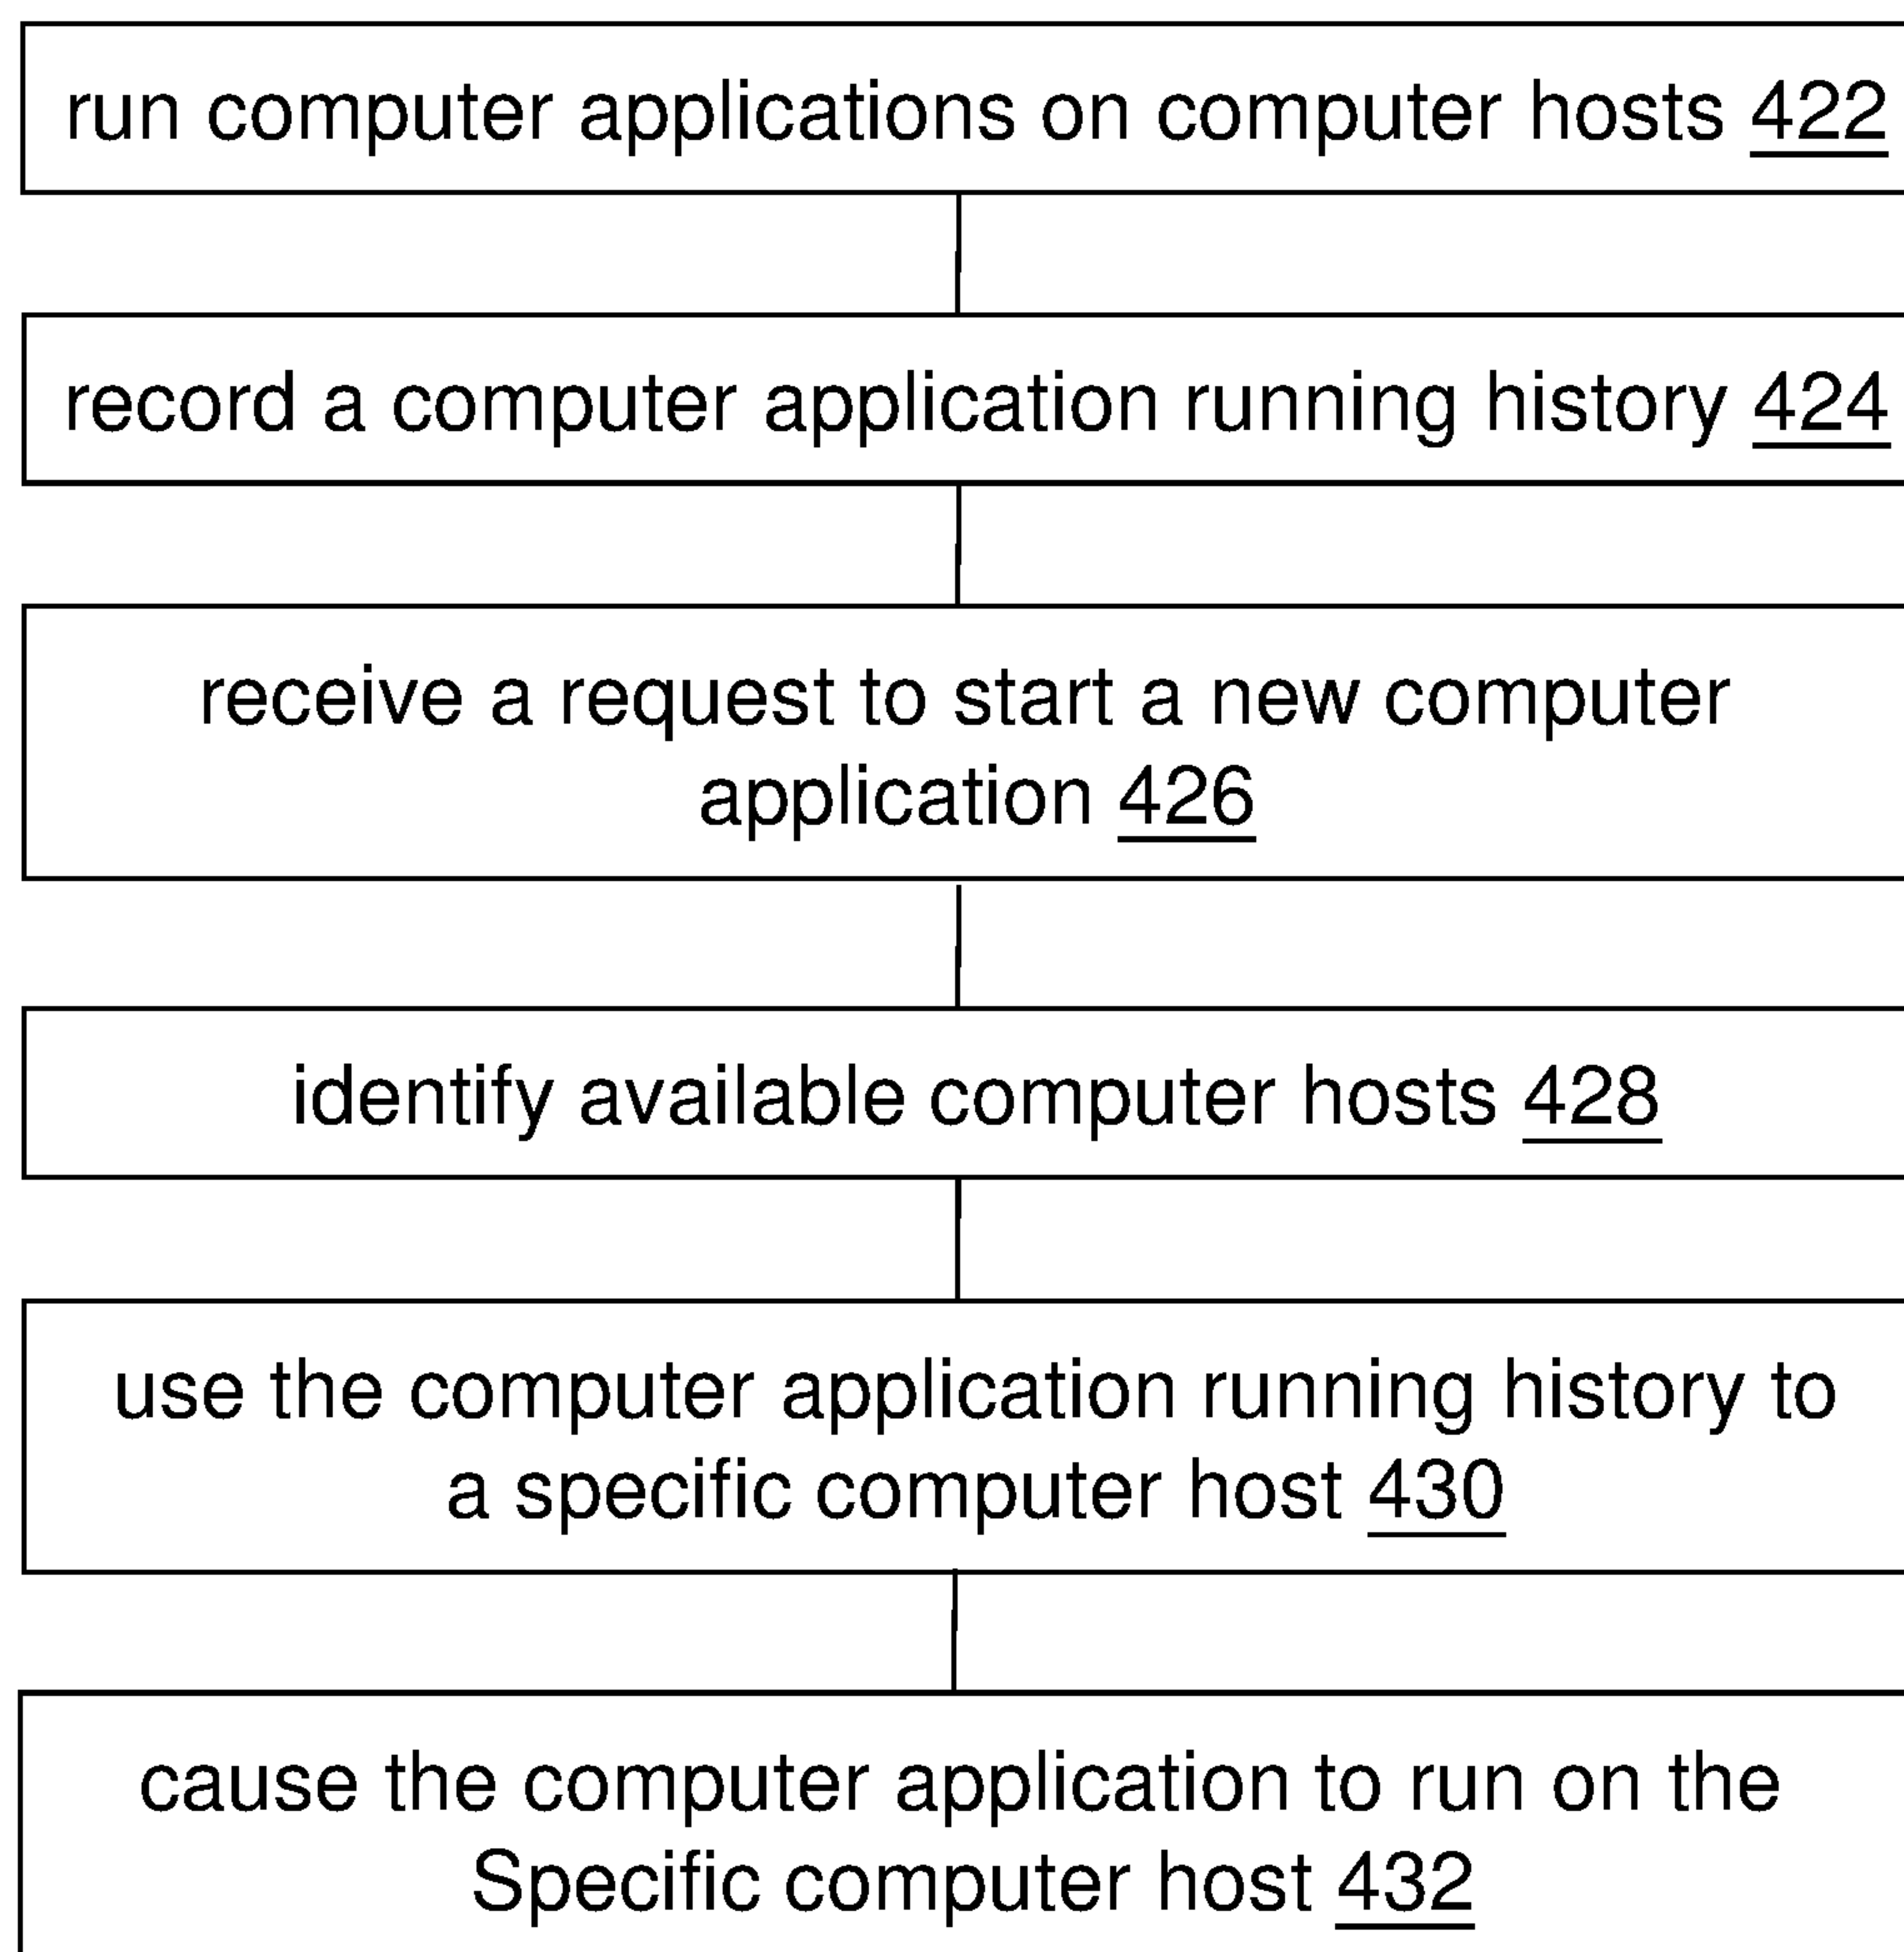 run computer applications on computer hosts 422
record a computer application running history 424
receive a request to start a new computer
application 426
identify available computer hosts 428
use the computer application running history to
a specific computer host 430
cause the computer application to run on the
Specific computer host 432